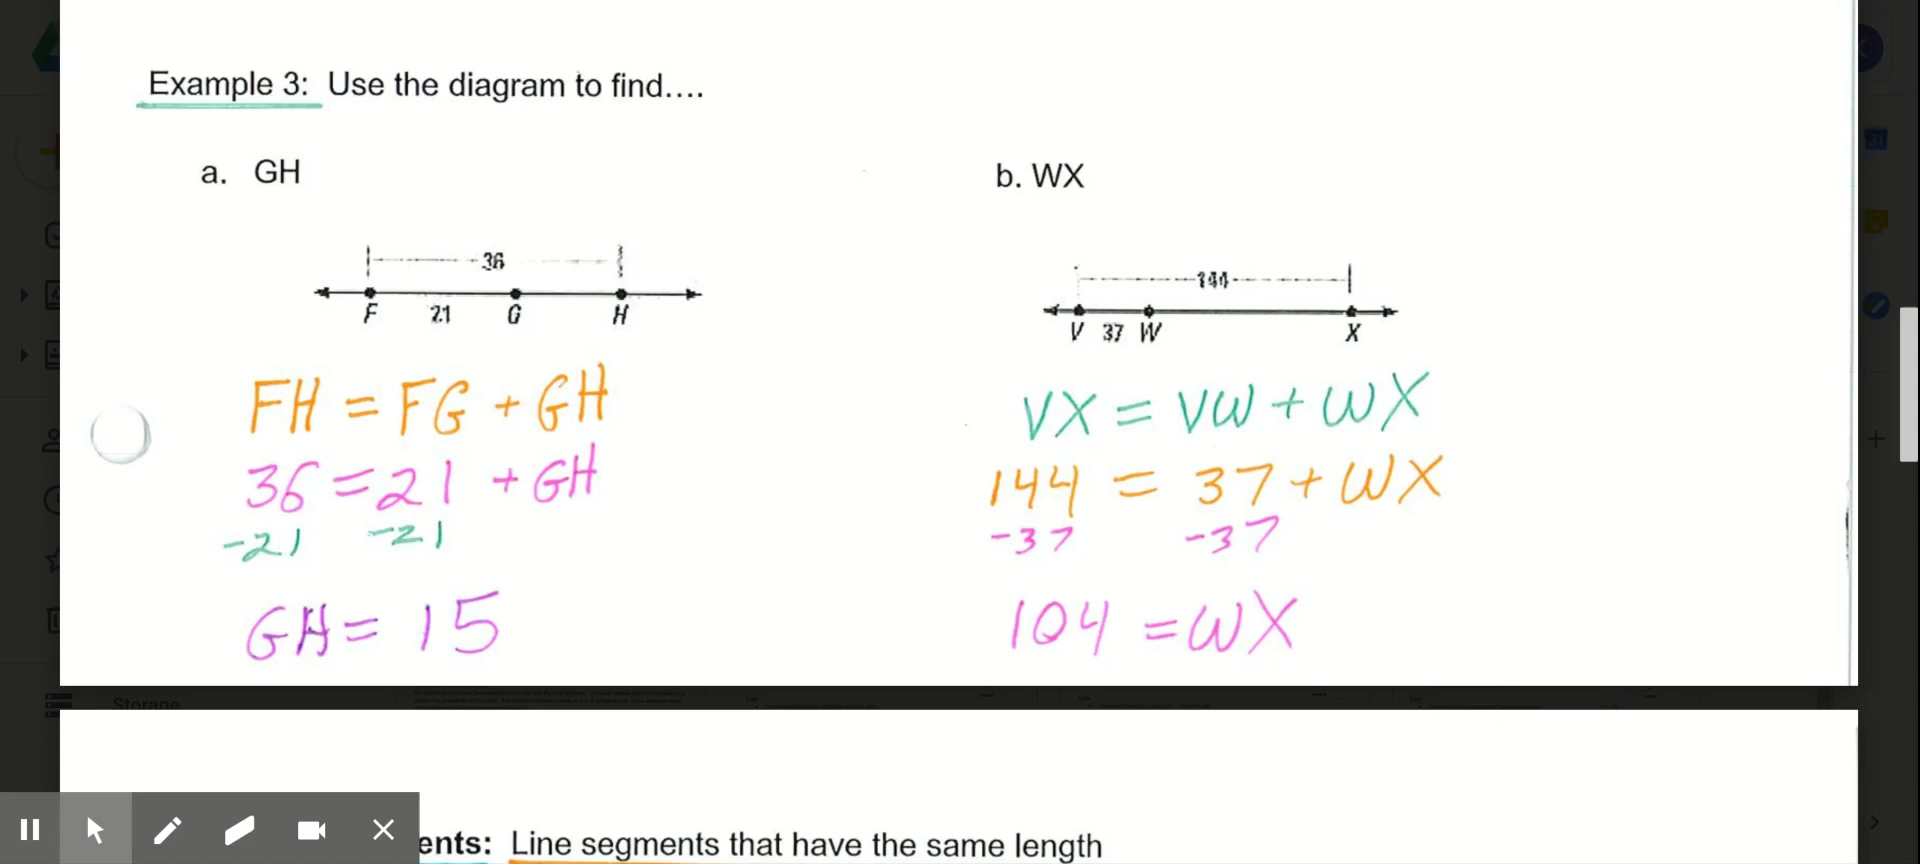 Example 3: Use the diagram to find....
a. GH
b. WX
36
F 21 G H
144
V 37 W X
FH = FG + GH
36 = 21 + GH
-21 -21
GH = 15
VX = VW + WX
144 = 37 + WX
-37 -37
104 = WX
31
Storage
ents: Line segments that have the same length